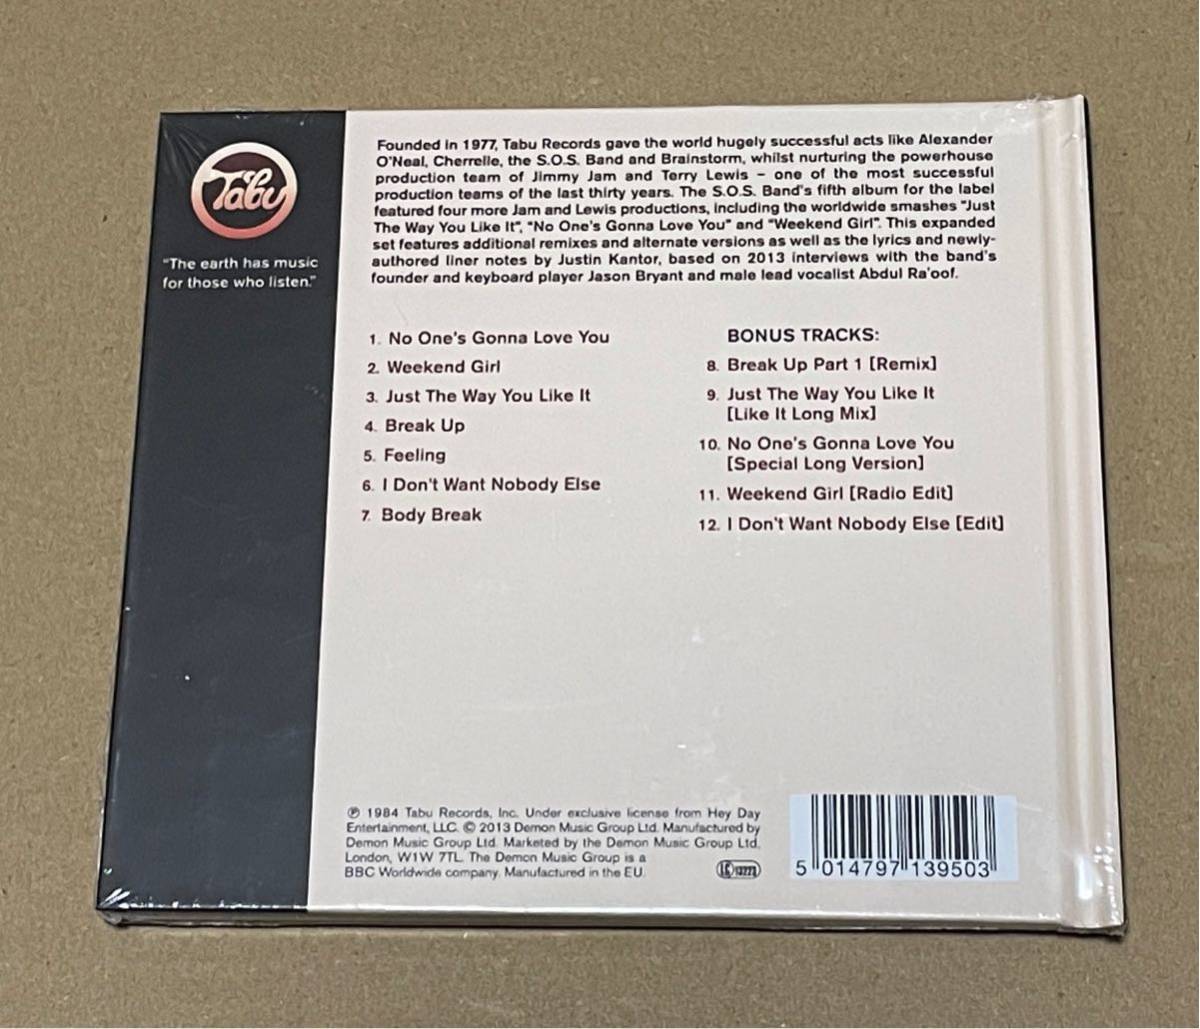 Tabu
"The earth has music
for those who listen."
Founded in 1977, Tabu Records gave the world hugely successful acts like Alexander
O'Neal, Cherrelle, the S.O.S. Band and Brainstorm, whilst nurturing the powerhouse
production team of Jimmy Jam and Terry Lewis – one of the most successful
production teams of the last thirty years. The S.O.S. Band's fifth album for the label
featured four more Jam and Lewis productions, including the worldwide smashes "Just
The Way You Like It", "No One's Gonna Love You" and "Weekend Girl". This expanded
set features additional remixes and alternate versions as well as the lyrics and newly-
authored liner notes by Justin Kantor, based on 2013 interviews with the band's
founder and keyboard player Jason Bryant and male lead vocalist Abdul Ra'oof.
1. No One's Gonna Love You
2. Weekend Girl
3. Just The Way You Like It
4. Break Up
5. Feeling
6. I Don't Want Nobody Else
7. Body Break
BONUS TRACKS:
8. Break Up Part 1 [Remix]
9. Just The Way You Like It
[Like It Long Mix]
10. No One's Gonna Love You
[Special Long Version]
11. Weekend Girl [Radio Edit]
12. I Don't Want Nobody Else [Edit]
℗ 1984 Tabu Records, Inc. Under exclusive license from Hey Day
Entertainment, LLC. © 2013 Demon Music Group Ltd. Manufactured by
Demon Music Group Ltd. Marketed by the Demon Music Group Ltd,
London, W1W 7TL. The Demon Music Group is a
BBC Worldwide company. Manufactured in the EU.
5 014797 139503